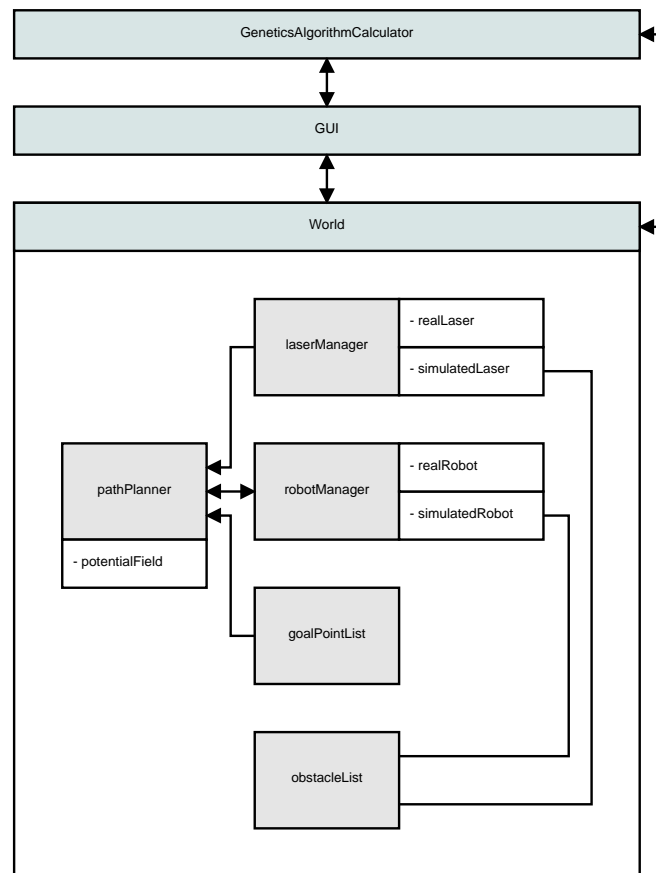 GeneticsAlgorithmCalculator
GUI
World
laserManager
- realLaser
- simulatedLaser
pathPlanner
- potentialField
robotManager
- realRobot
- simulatedRobot
goalPointList
obstacleList